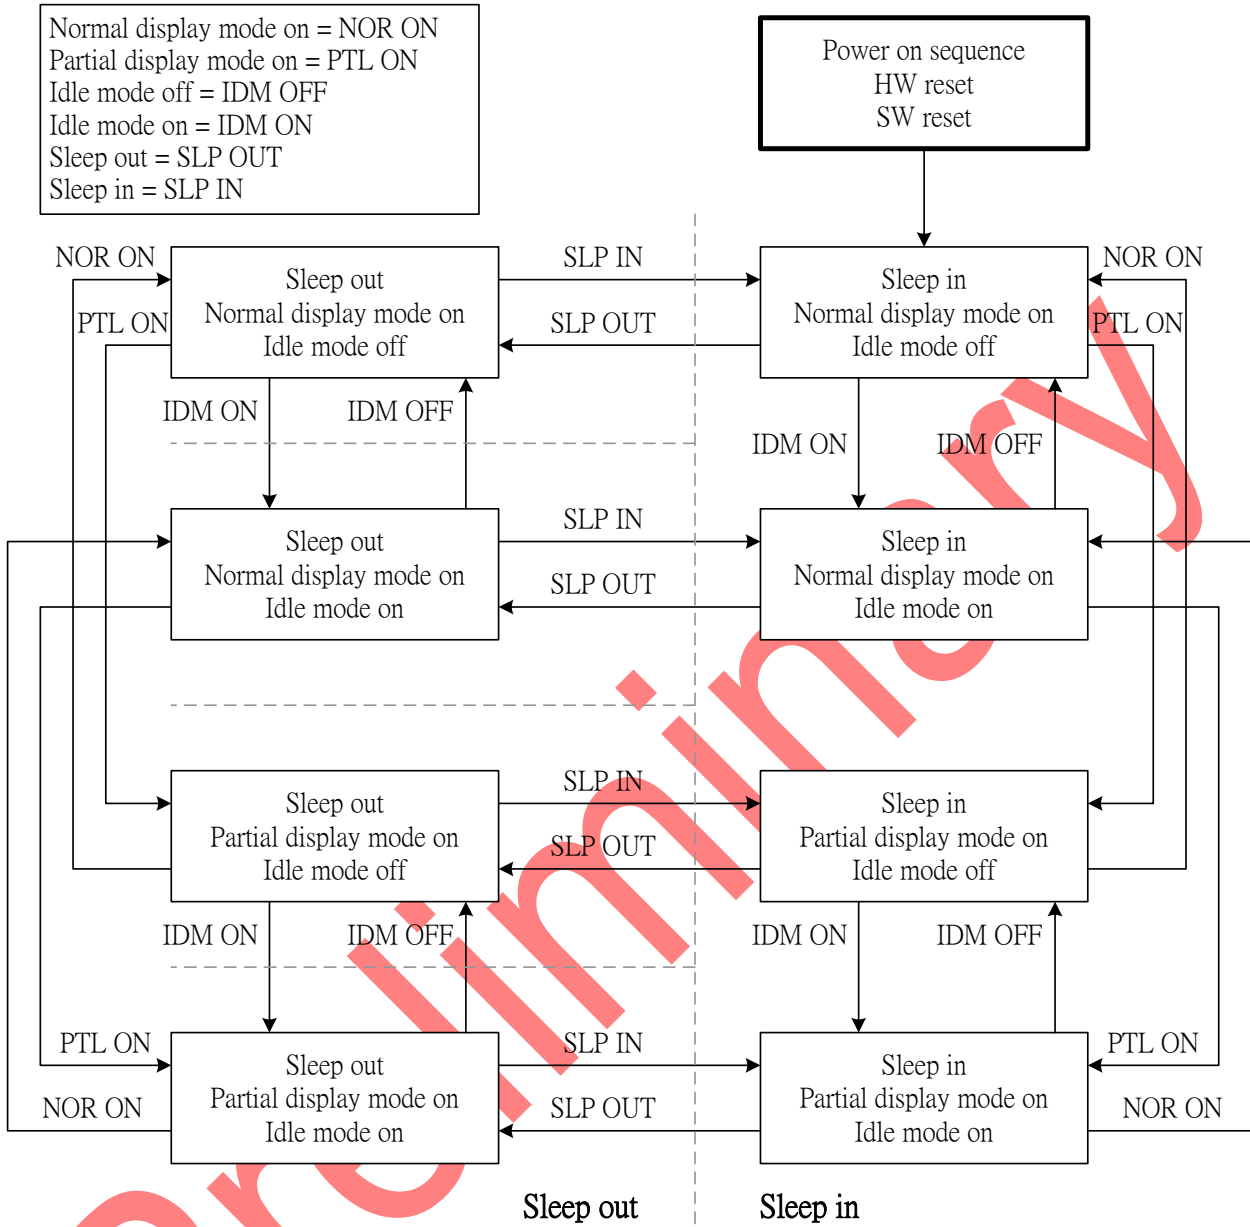 Normal display mode on = NOR ON
Partial display mode on = PTL ON
Idle mode off = IDM OFF
Idle mode on = IDM ON
Sleep out = SLP OUT
Sleep in = SLP IN
Power on sequence
HW reset
SW reset
NOR ON
PTL ON
Sleep out
Normal display mode on
Idle mode off
SLP IN
SLP OUT
Sleep in
Normal display mode on
Idle mode off
NOR ON
PTL ON
IDM ON
IDM OFF
IDM ON
IDM OFF
Sleep out
Normal display mode on
Idle mode on
SLP IN
SLP OUT
Sleep in
Normal display mode on
Idle mode on
Sleep out
Partial display mode on
Idle mode off
SLP IN
SLP OUT
Sleep in
Partial display mode on
Idle mode off
IDM ON
IDM OFF
IDM ON
IDM OFF
PTL ON
NOR ON
Sleep out
Partial display mode on
Idle mode on
SLP IN
SLP OUT
Sleep in
Partial display mode on
Idle mode on
PTL ON
NOR ON
Sleep out
Sleep in
Preliminary